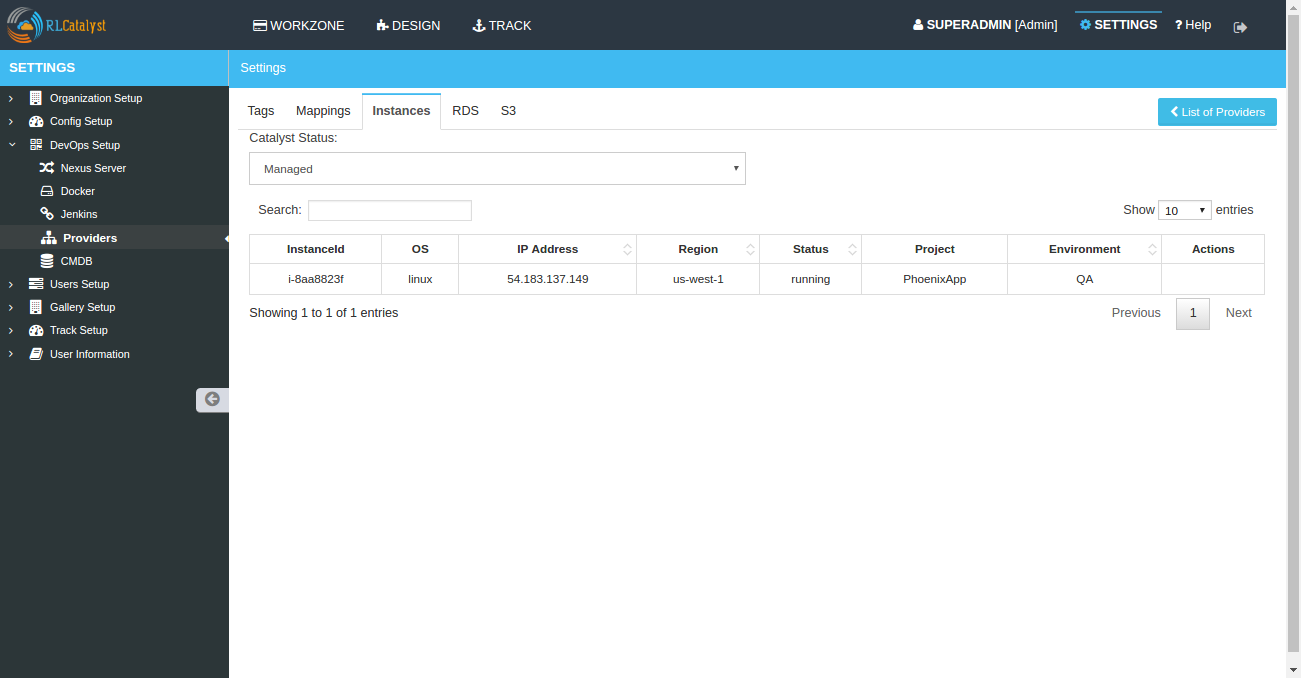 RLCatalyst WORKZONE DESIGN TRACK SUPERADMIN [Admin] SETTINGS ? Help
SETTINGS
Settings
Organization Setup
Config Setup
DevOps Setup
Nexus Server
Docker
Jenkins
Providers
CMDB
Users Setup
Gallery Setup
Track Setup
User Information
Tags Mappings Instances RDS S3 List of Providers
Catalyst Status:
Managed
Search: Show 10 entries
InstanceId OS IP Address Region Status Project Environment Actions
i-8aa8823f linux 54.183.137.149 us-west-1 running PhoenixApp QA
Showing 1 to 1 of 1 entries Previous 1 Next